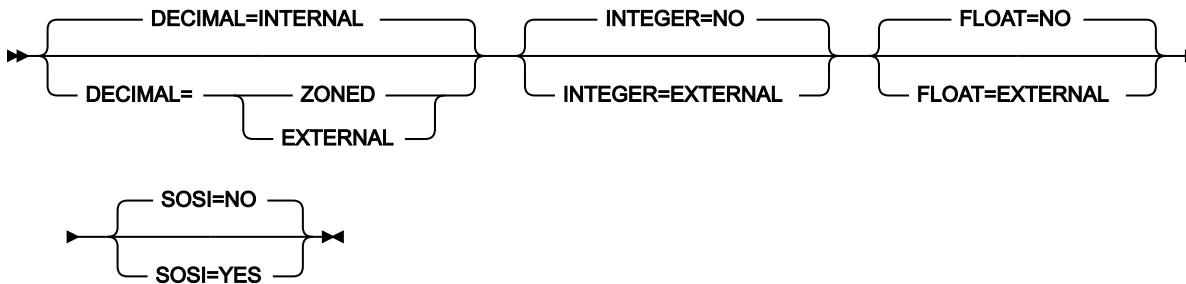 DECIMAL=INTERNAL INTEGER=NO FLOAT=NO
DECIMAL= ZONED INTEGER=EXTERNAL FLOAT=EXTERNAL
EXTERNAL
SOSI=NO
SOSI=YES